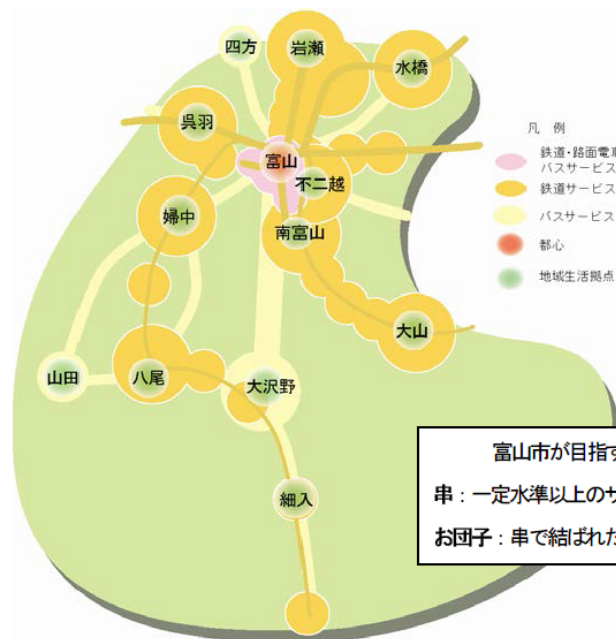 四方
岩瀬
水橋
呉羽
富山
不二越
婦中
南富山
大山
山田
八尾
大沢野
細入
凡 例
鉄道・路面電車
バスサービス
鉄道サービス
バスサービス
都心
地域生活拠点
富山市が目指す
串：一定水準以上のサ
お団子：串で結ばれた